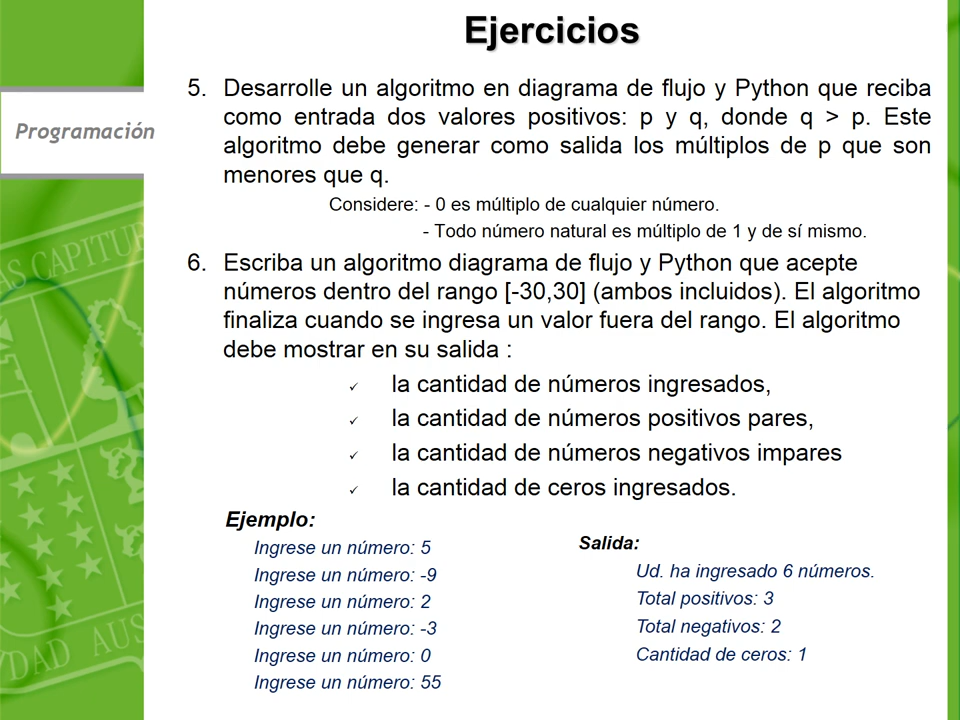 Ejercicios
Programación
5. Desarrolle un algoritmo en diagrama de flujo y Python que reciba
como entrada dos valores positivos: p y q, donde q > p. Este
algoritmo debe generar como salida los múltiplos de p que son
menores que q.
Considere: - 0 es múltiplo de cualquier número.
- Todo número natural es múltiplo de 1 y de sí mismo.
6. Escriba un algoritmo diagrama de flujo y Python que acepte
números dentro del rango [-30,30] (ambos incluidos). El algoritmo
finaliza cuando se ingresa un valor fuera del rango. El algoritmo
debe mostrar en su salida :
✓ la cantidad de números ingresados,
✓ la cantidad de números positivos pares,
✓ la cantidad de números negativos impares
✓ la cantidad de ceros ingresados.
Ejemplo:
Ingrese un número: 5
Ingrese un número: -9
Ingrese un número: 2
Ingrese un número: -3
Ingrese un número: 0
Ingrese un número: 55
Salida:
Ud. ha ingresado 6 números.
Total positivos: 3
Total negativos: 2
Cantidad de ceros: 1